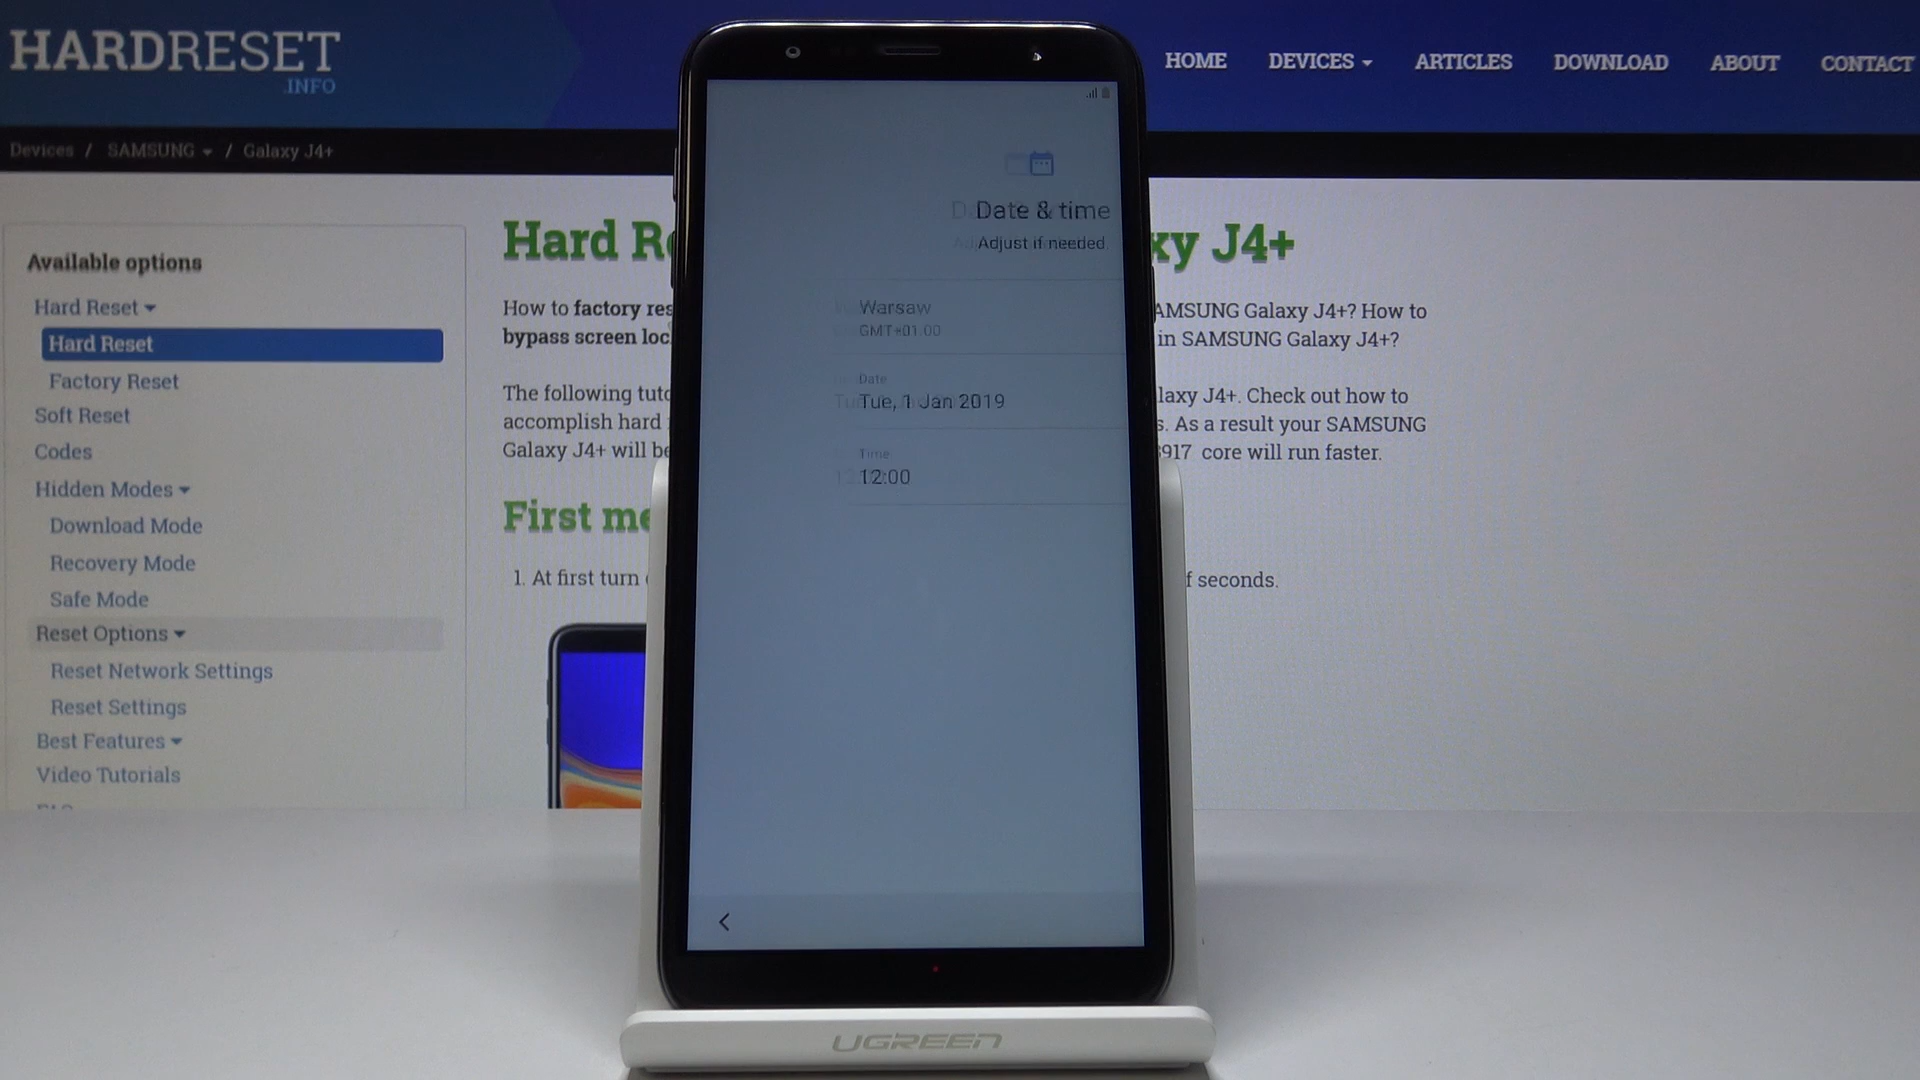 HARDRESET
.INFO
HOME DEVICES ARTICLES DOWNLOAD ABOUT CONTACT
Devices / SAMSUNG / Galaxy J4+
Available options
Hard Reset
Hard Reset
Factory Reset
Soft Reset
Codes
Hidden Modes
Download Mode
Recovery Mode
Safe Mode
Reset Options
Reset Network Settings
Reset Settings
Best Features
Video Tutorials
Hard xy J4+
How to factory AMSUNG Galaxy J4+? How to
bypass screen in SAMSUNG Galaxy J4+?
The following laxy J4+. Check out how to
accomplish hard s. As a result your SAMSUNG
Galaxy J4+ will 917 core will run faster.
First
1. At first turn f seconds.
Date & time
Adjust if needed.
Warsaw
GMT+01:00
Date
Tue, 1 Jan 2019
Time
12:00
UGREEN